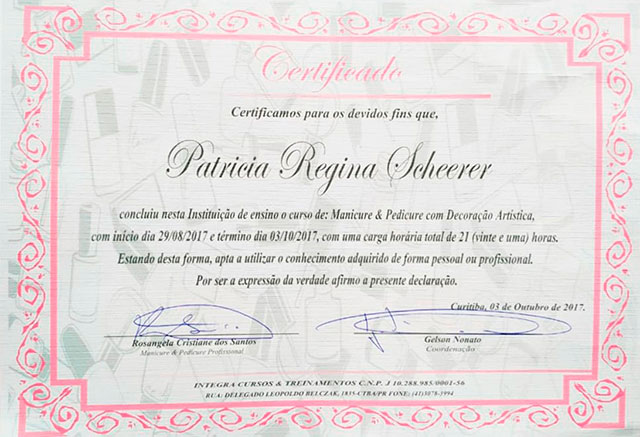 Certificado
Certificamos para os devidos fins que,
Patricia Regina Scheerer
concluiu nesta Instituição de ensino o curso de: Manicure & Pedicure com Decoração Artística,
com início dia 29/08/2017 e término dia 03/10/2017, com uma carga horária total de 21 (vinte e uma) horas.
Estando desta forma, apta a utilizar o conhecimento adquirido de forma pessoal ou profissional.
Por ser a expressão da verdade afirmo a presente declaração.
Curitiba, 03 de Outubro de 2017.
Rosangela Cristiane dos Santos
Manicure & Pedicure Profissional
Gelson Nonato
Coordenação
INTEGRA CURSOS & TREINAMENTOS C.N.P. J 10.288.985.0001-56
RUA: DELEGADO LEOPOLDO BELCZAK, 1835-CTBA/PR FONE: (41)3078-3994